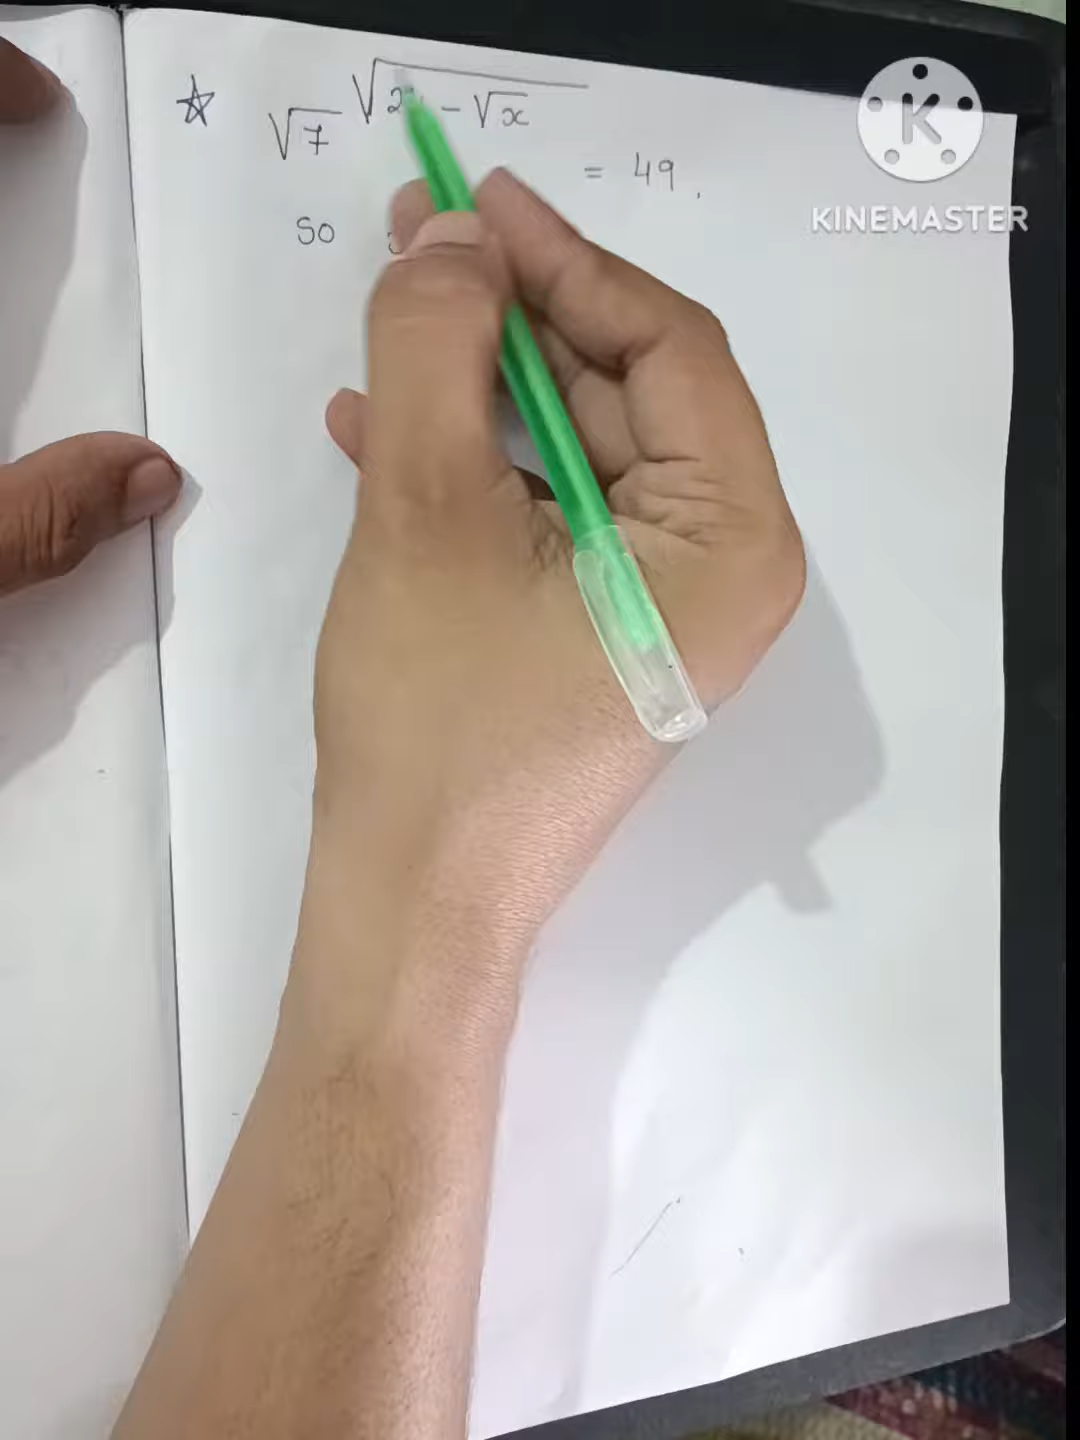 √7 √2 - √x
= 49.
So
K
KINEMASTER